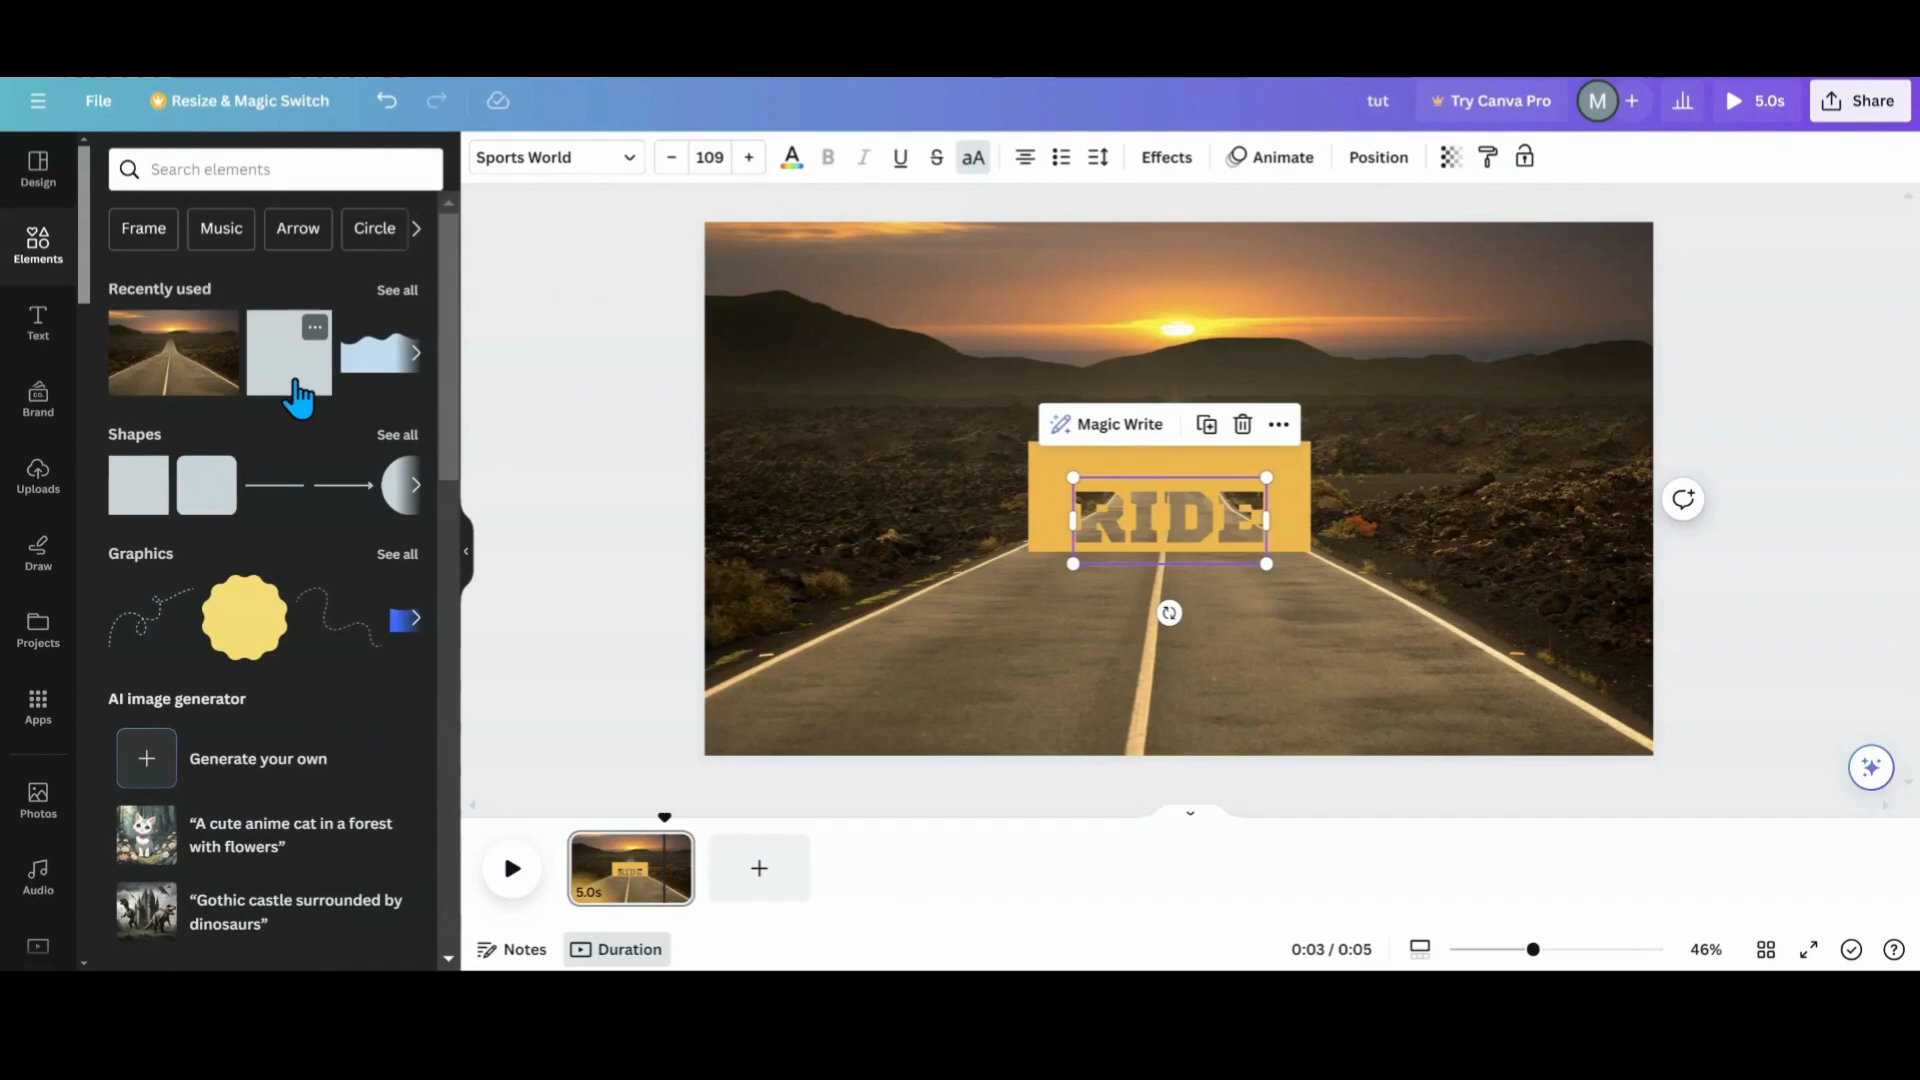 File
Resize & Magic Switch
tut
Try Canva Pro
M
5.0s
Share
Design
Elements
Text
Brand
CO.
Uploads
Draw
Projects
Apps
Photos
Audio
Search elements
Frame
Music
Arrow
Circle
Recently used
See all
Shapes
See all
Graphics
See all
AI image generator
Generate your own
“A cute anime cat in a forest
with flowers”
“Gothic castle surrounded by
dinosaurs”
Sports World
109
A
B
I
U
S
aA
Effects
Animate
Position
Magic Write
RIDE
RIDE
5.0s
Notes
Duration
0:03 / 0:05
46%